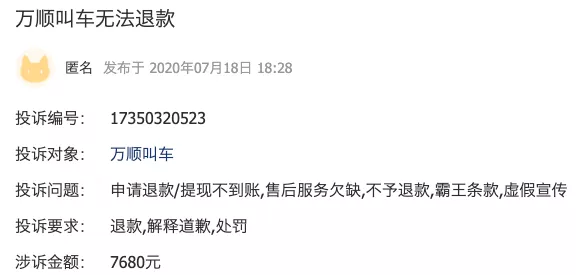 万顺叫车无法退款
匿名 发布于 2020年07月18日 18:28
投诉编号： 17350320523
投诉对象： 万顺叫车
投诉问题： 申请退款/提现不到账,售后服务欠缺,不予退款,霸王条款,虚假宣传
投诉要求： 退款,解释道歉,处罚
涉诉金额： 7680元